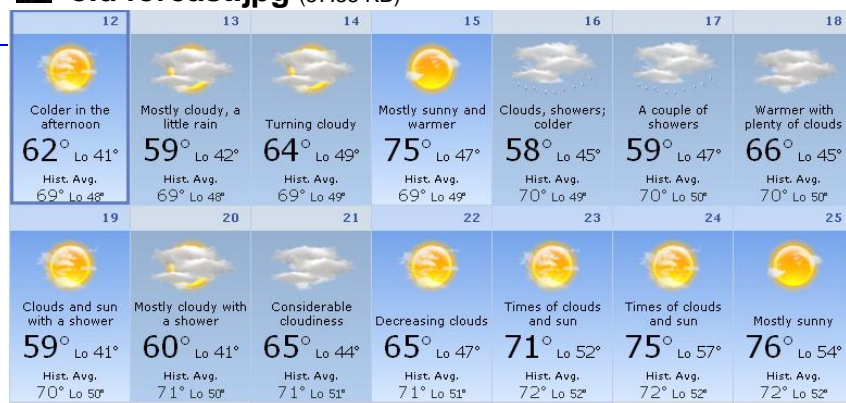 (37.35 KB)
12 13 14 15 16 17 18
Colder in the afternoon
62° Lo 41°
Hist. Avg.
69° Lo 48°
Mostly cloudy, a little rain
59° Lo 42°
Hist. Avg.
69° Lo 48°
Turning cloudy
64° Lo 49°
Hist. Avg.
69° Lo 49°
Mostly sunny and warmer
75° Lo 47°
Hist. Avg.
69° Lo 49°
Clouds, showers; colder
58° Lo 45°
Hist. Avg.
70° Lo 49°
A couple of showers
59° Lo 47°
Hist. Avg.
70° Lo 50°
Warmer with plenty of clouds
66° Lo 45°
Hist. Avg.
70° Lo 50°
19 20 21 22 23 24 25
Clouds and sun with a shower
59° Lo 41°
Hist. Avg.
70° Lo 50°
Mostly cloudy with a shower
60° Lo 41°
Hist. Avg.
71° Lo 50°
Considerable cloudiness
65° Lo 44°
Hist. Avg.
71° Lo 51°
Decreasing clouds
65° Lo 47°
Hist. Avg.
71° Lo 51°
Times of clouds and sun
71° Lo 52°
Hist. Avg.
72° Lo 52°
Times of clouds and sun
75° Lo 57°
Hist. Avg.
72° Lo 52°
Mostly sunny
76° Lo 54°
Hist. Avg.
72° Lo 52°